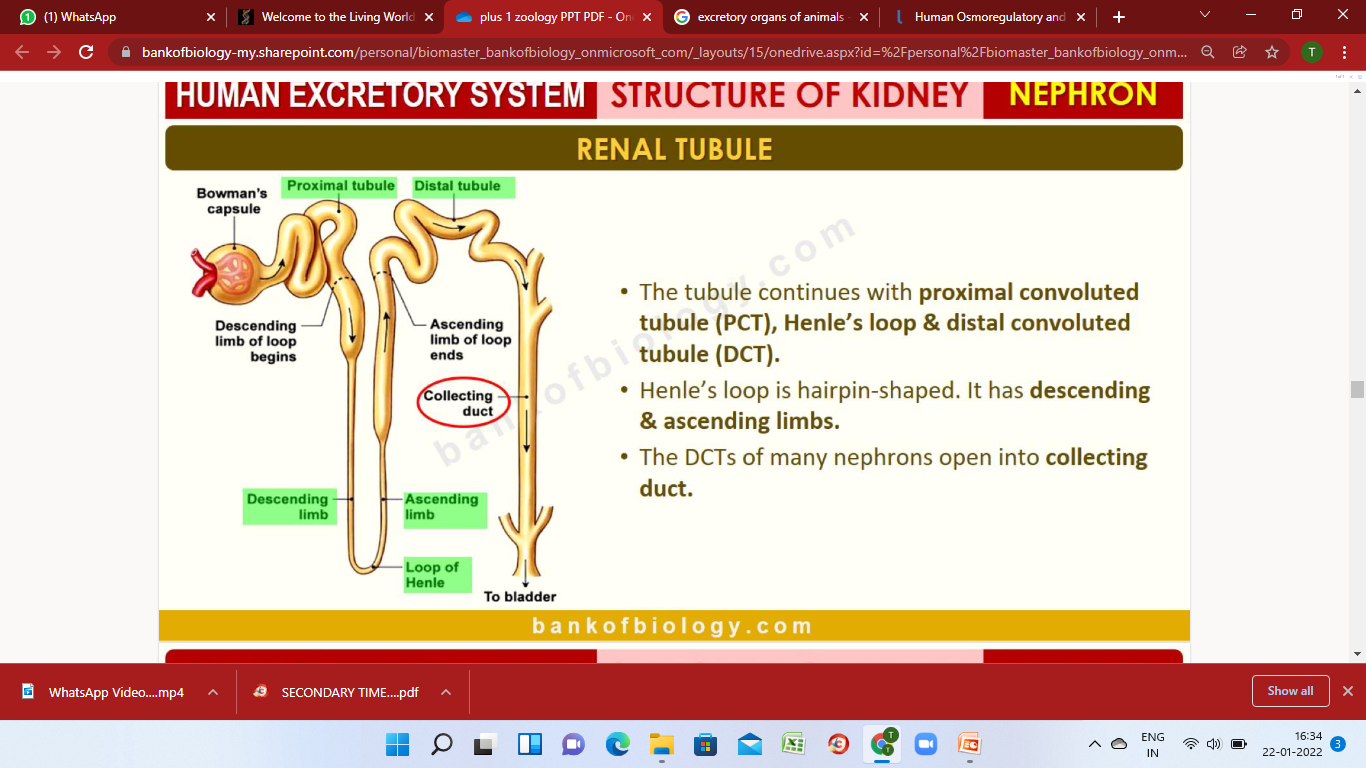 (1) WhatsApp
Welcome to the Living World
plus 1 zoology PPT PDF - On
excretory organs of animals -
Human Osmoregulatory and
bankofbiology-my.sharepoint.com/personal/biomaster_bankofbiology_onmicrosoft_com/_layouts/15/onedrive.aspx?id=%2Fpersonal%2Fbiomaster_bankofbiology_onm...
T
HUMAN EXCRETORY SYSTEM STRUCTURE OF KIDNEY NEPHRON
RENAL TUBULE
Bowman's
capsule
Proximal tubule
Distal tubule
Descending
limb of loop
begins
Ascending
limb of loop
ends
Collecting
duct
Descending
limb
Ascending
limb
Loop of
Henle
To bladder
bankofbiology.com
• The tubule continues with proximal convoluted
tubule (PCT), Henle's loop & distal convoluted
tubule (DCT).
• Henle's loop is hairpin-shaped. It has descending
& ascending limbs.
• The DCTs of many nephrons open into collecting
duct.
bankofbiology.com
WhatsApp Video....mp4
SECONDARY TIME....pdf
Show all
ENG
IN
16:34
22-01-2022
3